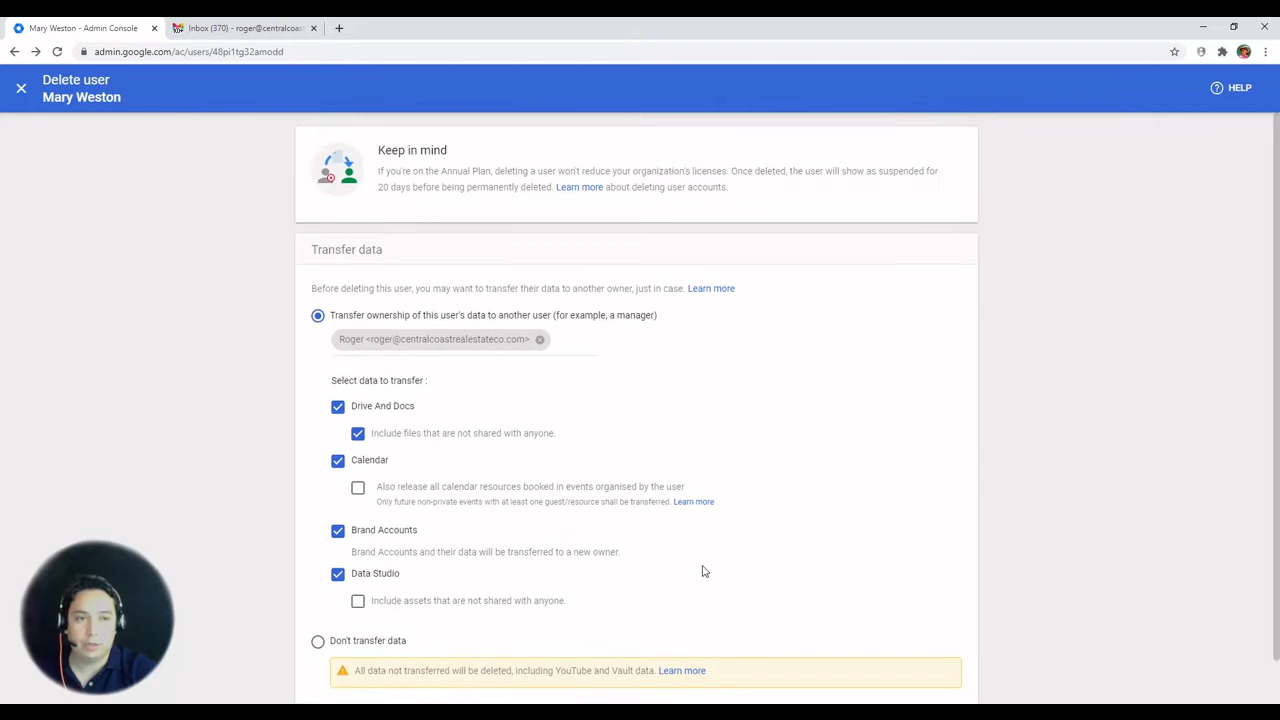 Mary Weston - Admin Console
Inbox (370) - roger@centralcoas
admin.google.com/ac/users/48pi1tg32amodd
Delete user
Mary Weston
HELP
Keep in mind
If you're on the Annual Plan, deleting a user won't reduce your organization's licenses. Once deleted, the user will show as suspended for
20 days before being permanently deleted. Learn more about deleting user accounts.
Transfer data
Before deleting this user, you may want to transfer their data to another owner, just in case. Learn more
Transfer ownership of this user's data to another user (for example, a manager)
Roger <roger@centralcoastrealestateco.com>
Select data to transfer :
Drive And Docs
Include files that are not shared with anyone.
Calendar
Also release all calendar resources booked in events organised by the user
Only future non-private events with at least one guest/resource shall be transferred. Learn more
Brand Accounts
Brand Accounts and their data will be transferred to a new owner.
Data Studio
Include assets that are not shared with anyone.
Don't transfer data
All data not transferred will be deleted, including YouTube and Vault data. Learn more